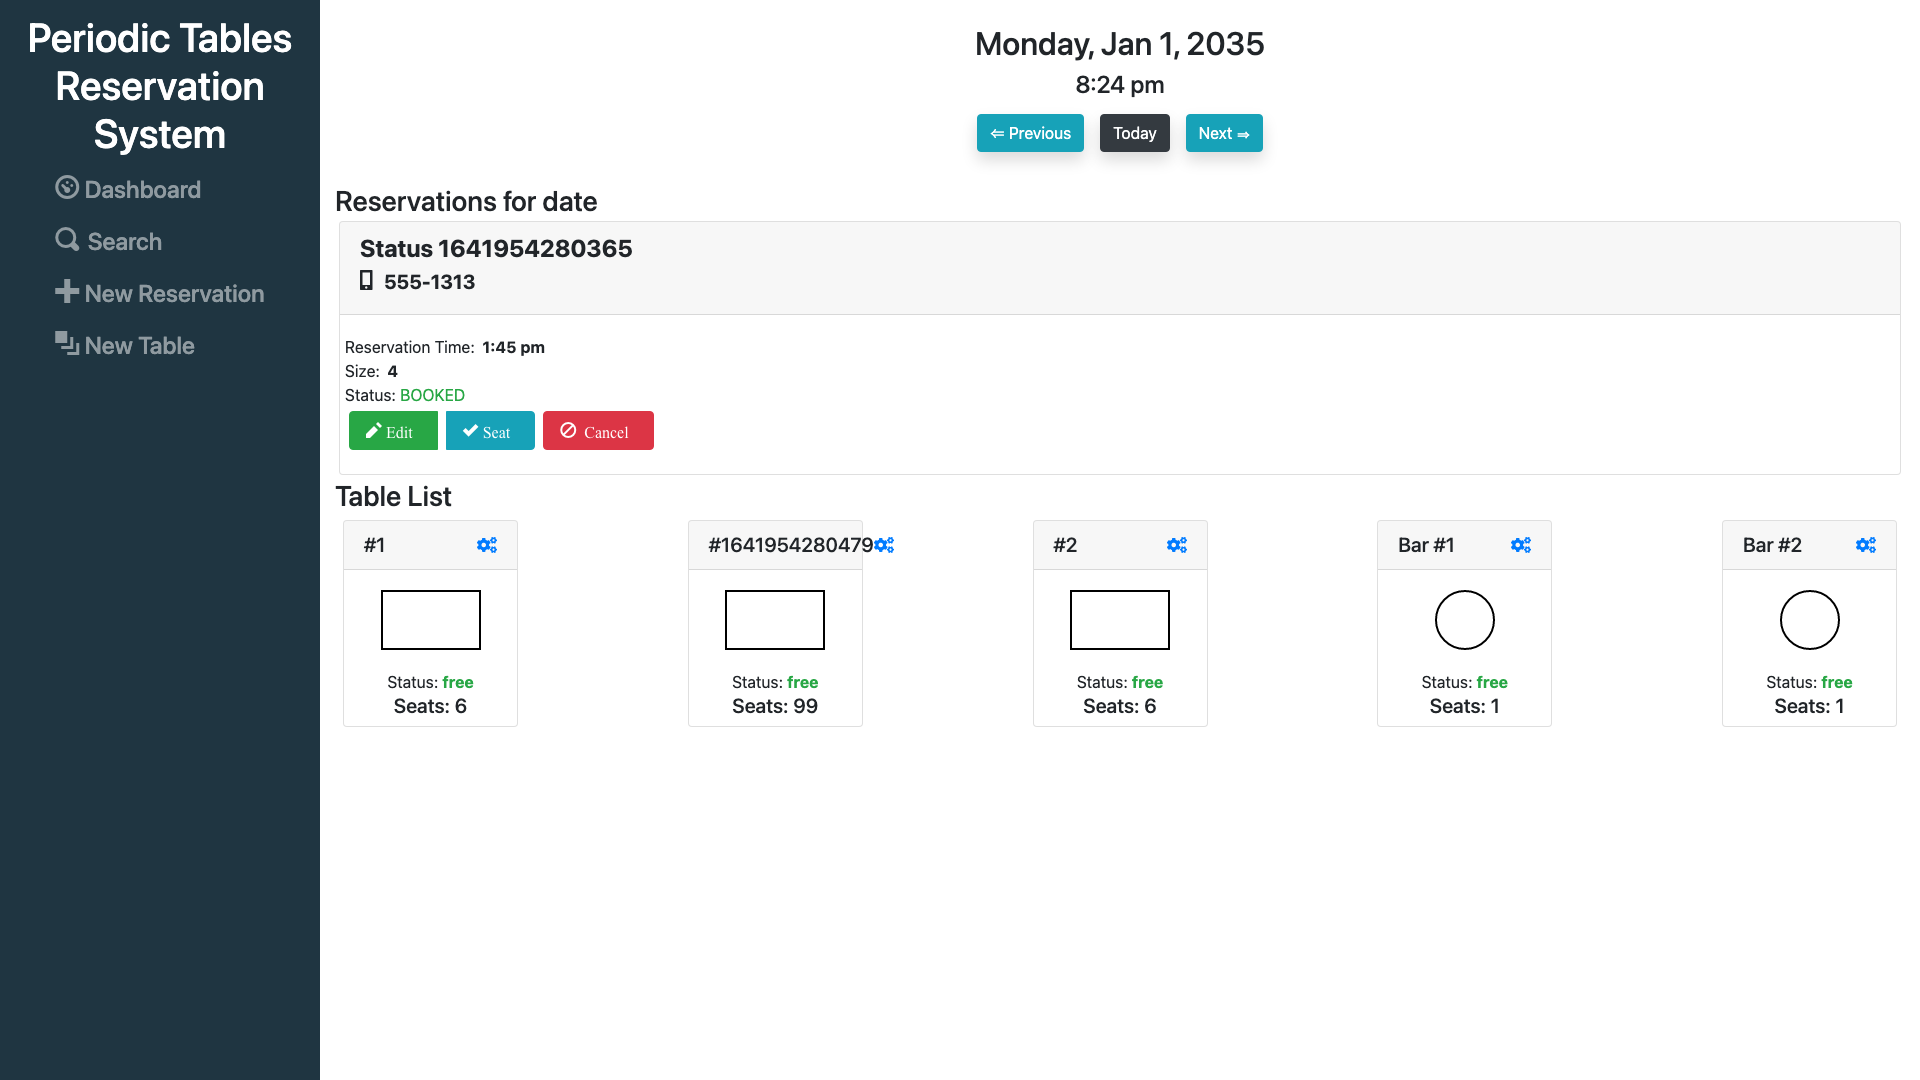 Periodic Tables
Reservation
System
Dashboard
Search
New Reservation
New Table
Monday, Jan 1, 2035
8:24 pm
⇐ Previous
Today
Next ⇒
Reservations for date
Status 1641954280365
555-1313
Reservation Time: 1:45 pm
Size: 4
Status: BOOKED
Edit
Seat
Cancel
Table List
#1
Status: free
Seats: 6
#1641954280479
Status: free
Seats: 99
#2
Status: free
Seats: 6
Bar #1
Status: free
Seats: 1
Bar #2
Status: free
Seats: 1